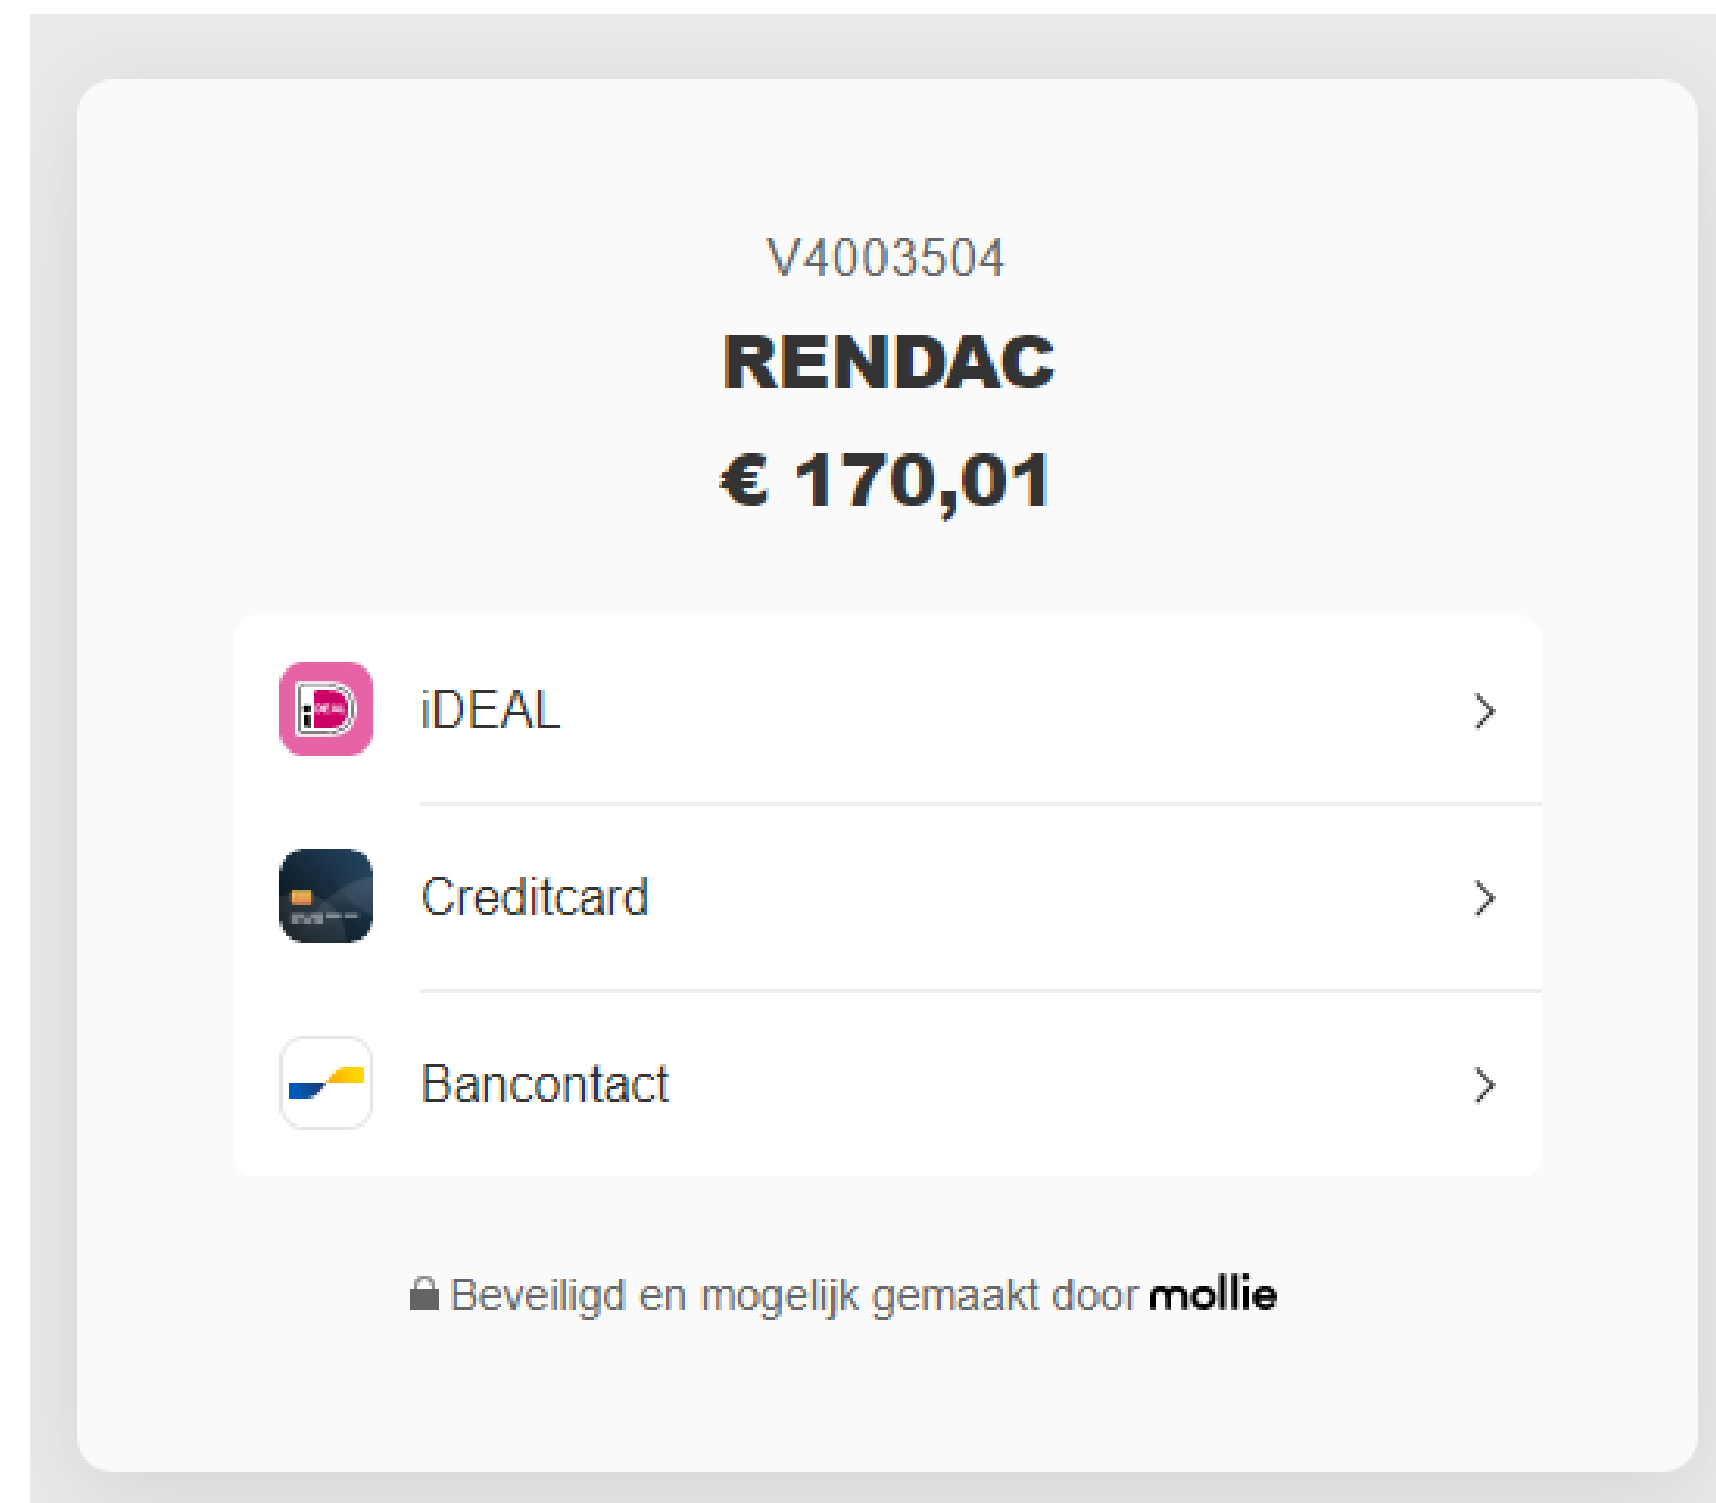 V4003504
RENDAC
€ 170,01
iDEAL
Creditcard
Bancontact
Beveiligd en mogelijk gemaakt door mollie